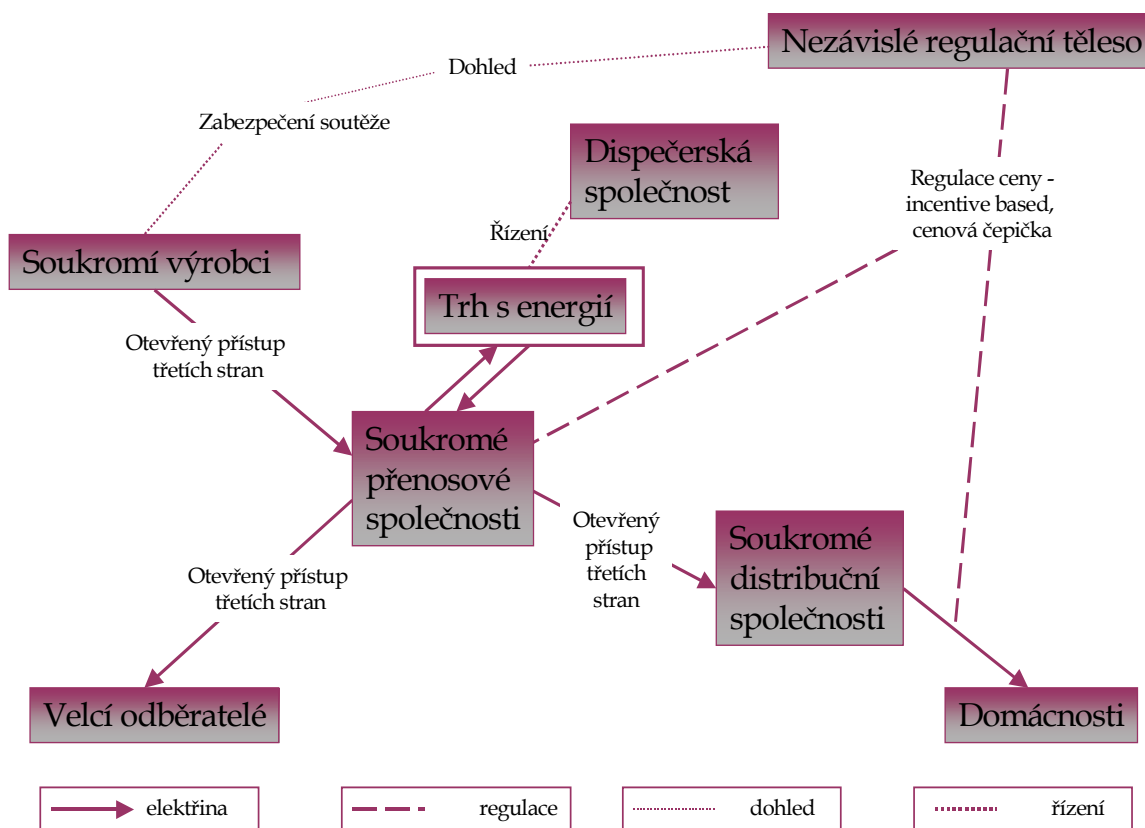 Nezávislé regulační těleso
Dohled
Zabezpečení soutěže
Dispečerská
společnost
Regulace ceny -
incentive based,
cenová čepička
Řízení
Soukromí výrobci
Trh s energií
Otevřený přístup
třetích stran
Soukromé
přenosové
společnosti
Otevřený
přístup
třetích
stran
Soukromé
distribuční
společnosti
Otevřený přístup
třetích stran
Velcí odběratelé
Domácnosti
elektřina
regulace
dohled
řízení